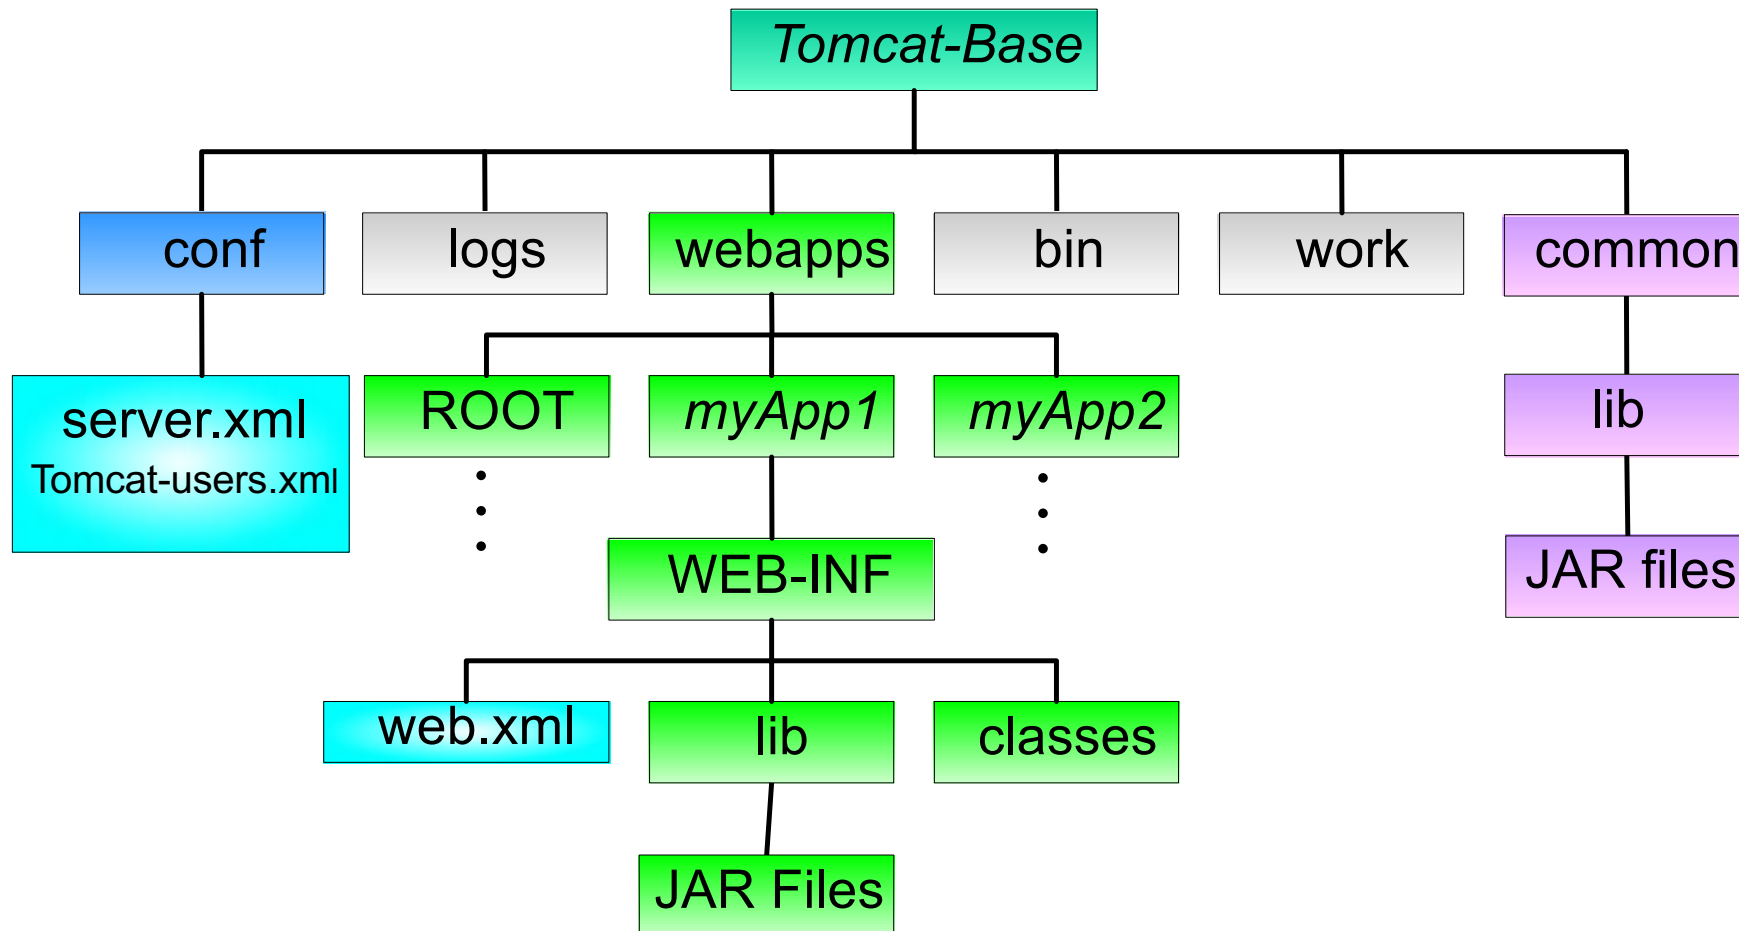 Tomcat-Base
conf
logs
webapps
bin
work
common
server.xml
Tomcat-users.xml
ROOT
myApp1
myApp2
lib
WEB-INF
JAR files
web.xml
lib
classes
JAR Files